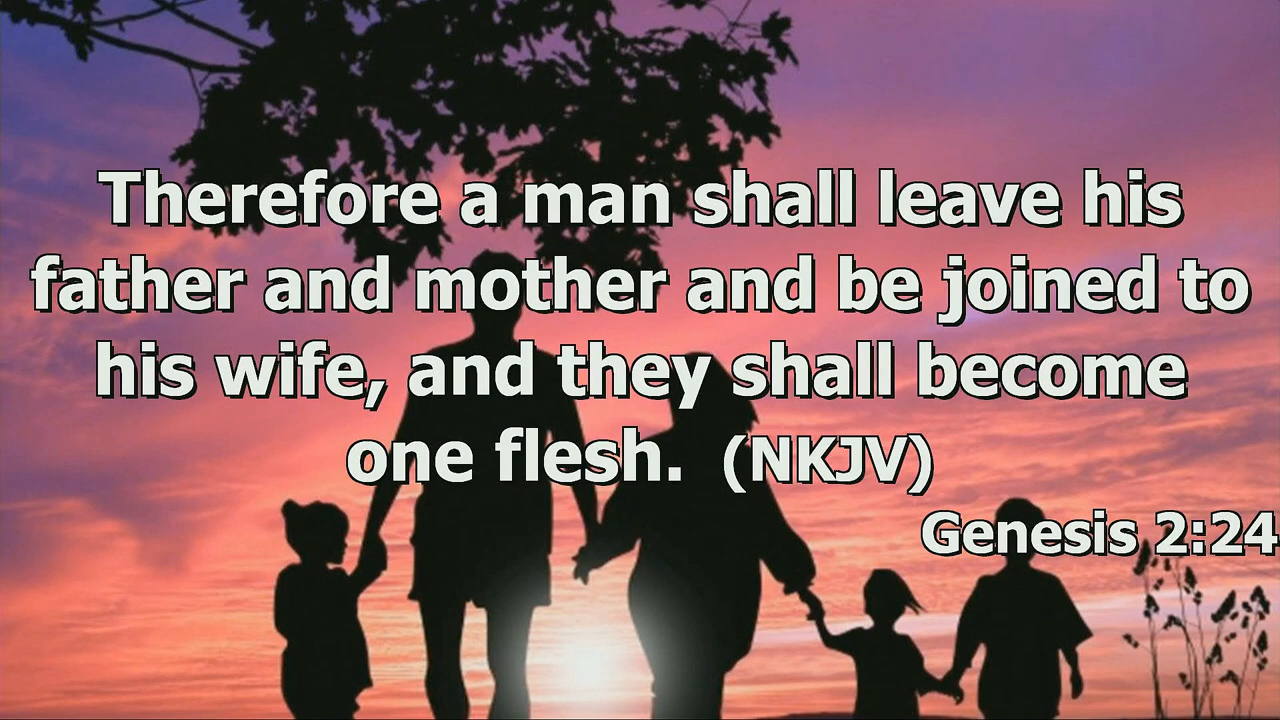 Therefore a man shall leave his
father and mother and be joined to
his wife, and they shall become
one flesh. (NKJV)
Genesis 2:24